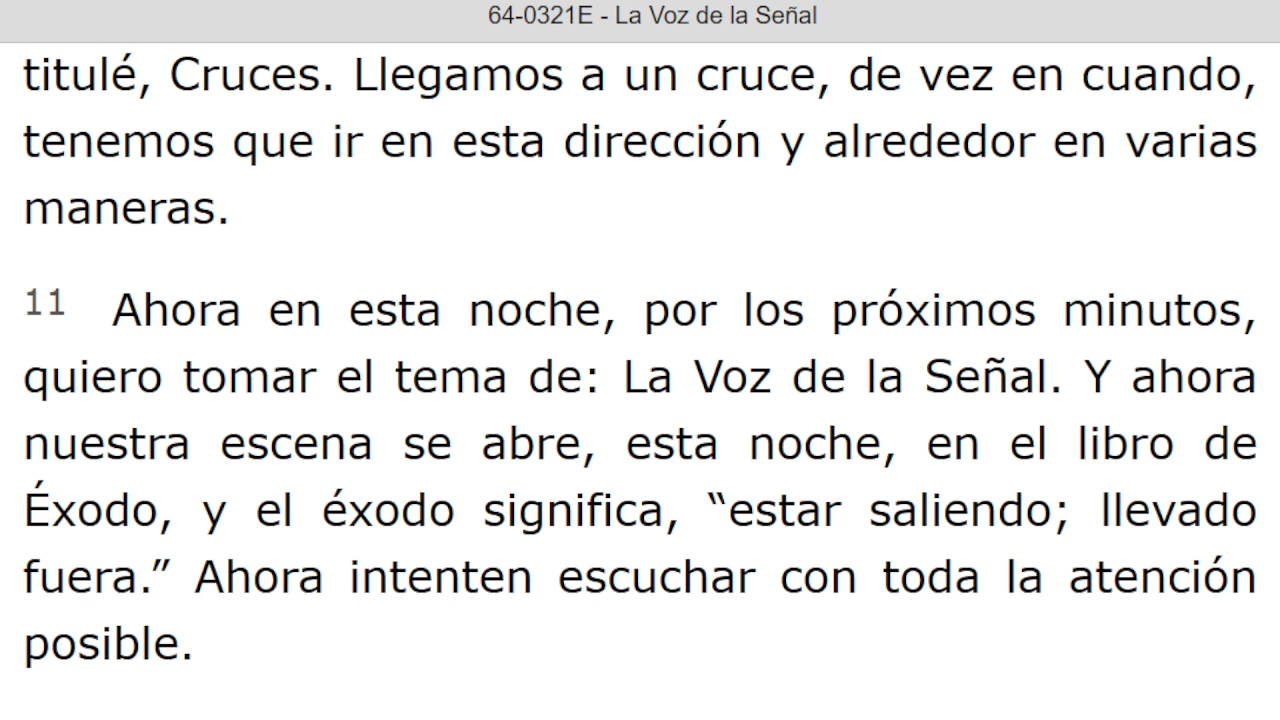 64-0321E - La Voz de la Señal
titulé, Cruces. Llegamos a un cruce, de vez en cuando,
tenemos que ir en esta dirección y alrededor en varias
maneras.
11 Ahora en esta noche, por los próximos minutos,
quiero tomar el tema de: La Voz de la Señal. Y ahora
nuestra escena se abre, esta noche, en el libro de
Éxodo, y el éxodo significa, “estar saliendo; llevado
fuera.” Ahora intenten escuchar con toda la atención
posible.